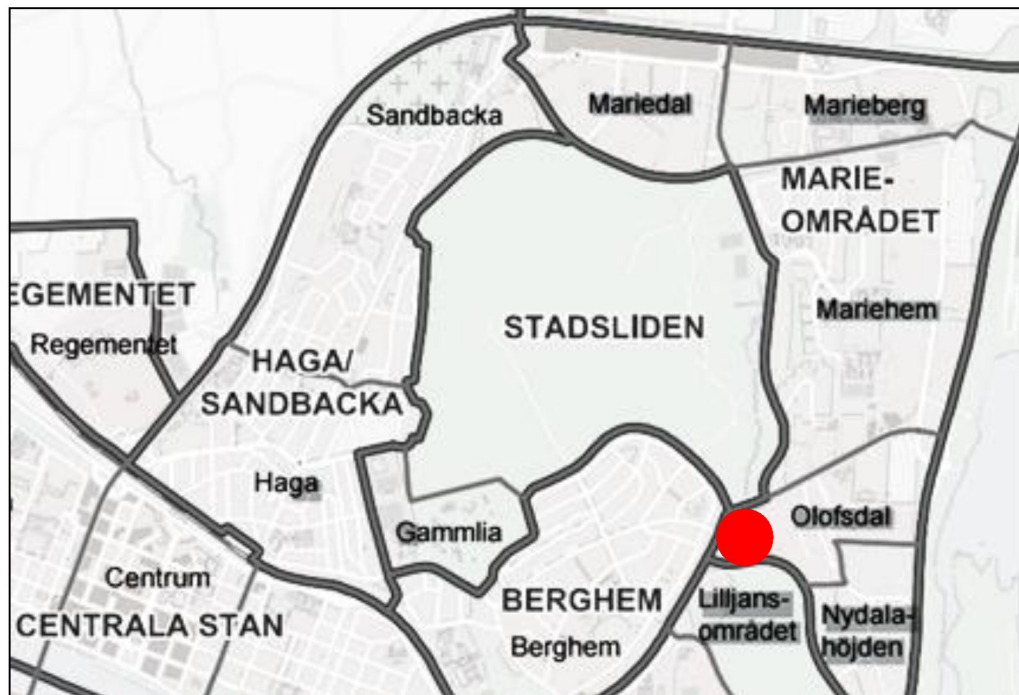 Sandbacka
Mariedal
Marieberg
MARIE-
OMRÅDET
EGEMENTET
Regementet
STADSLIDEN
Mariehem
HAGA/
SANDBACKA
Haga
Gammlia
Olofsdal
Centrum
CENTRALA STAN
BERGHEM
Berghem
Lilljans-
området
Nydala-
höjden